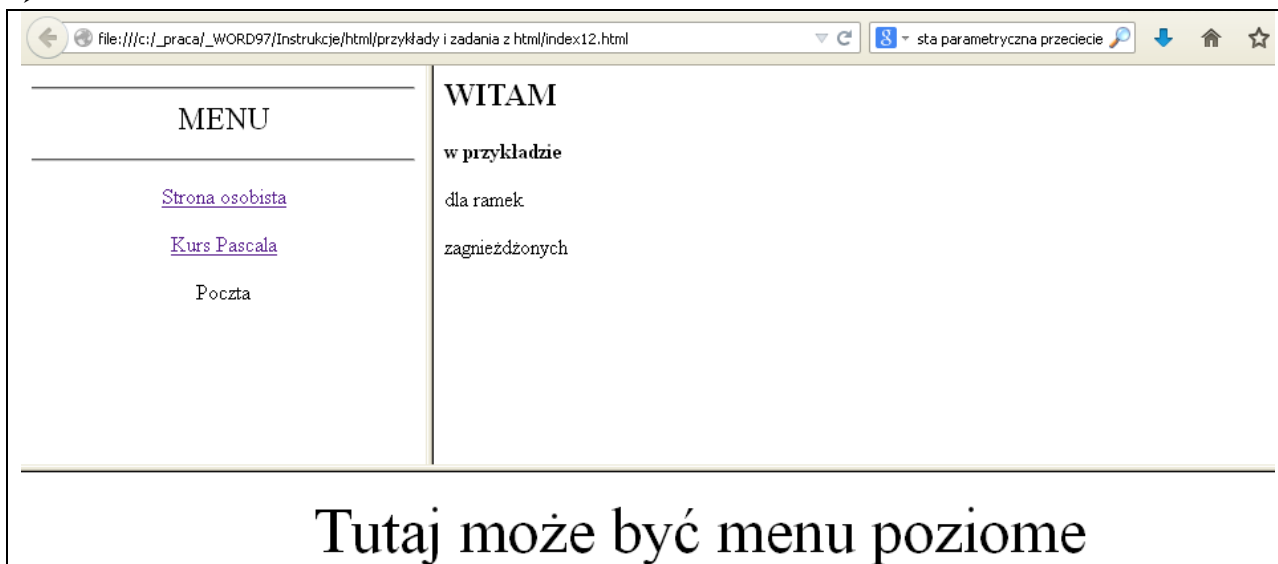 file:///c:/_praca/_WORD97/Instrukcje/html/przykłady i zadania z html/index12.html
sta parametryczna przeciecie
MENU
Strona osobista
Kurs Pascala
Poczta
WITAM
w przykladzie
dla ramek
zagnieżdżonych
Tutaj może być menu poziome